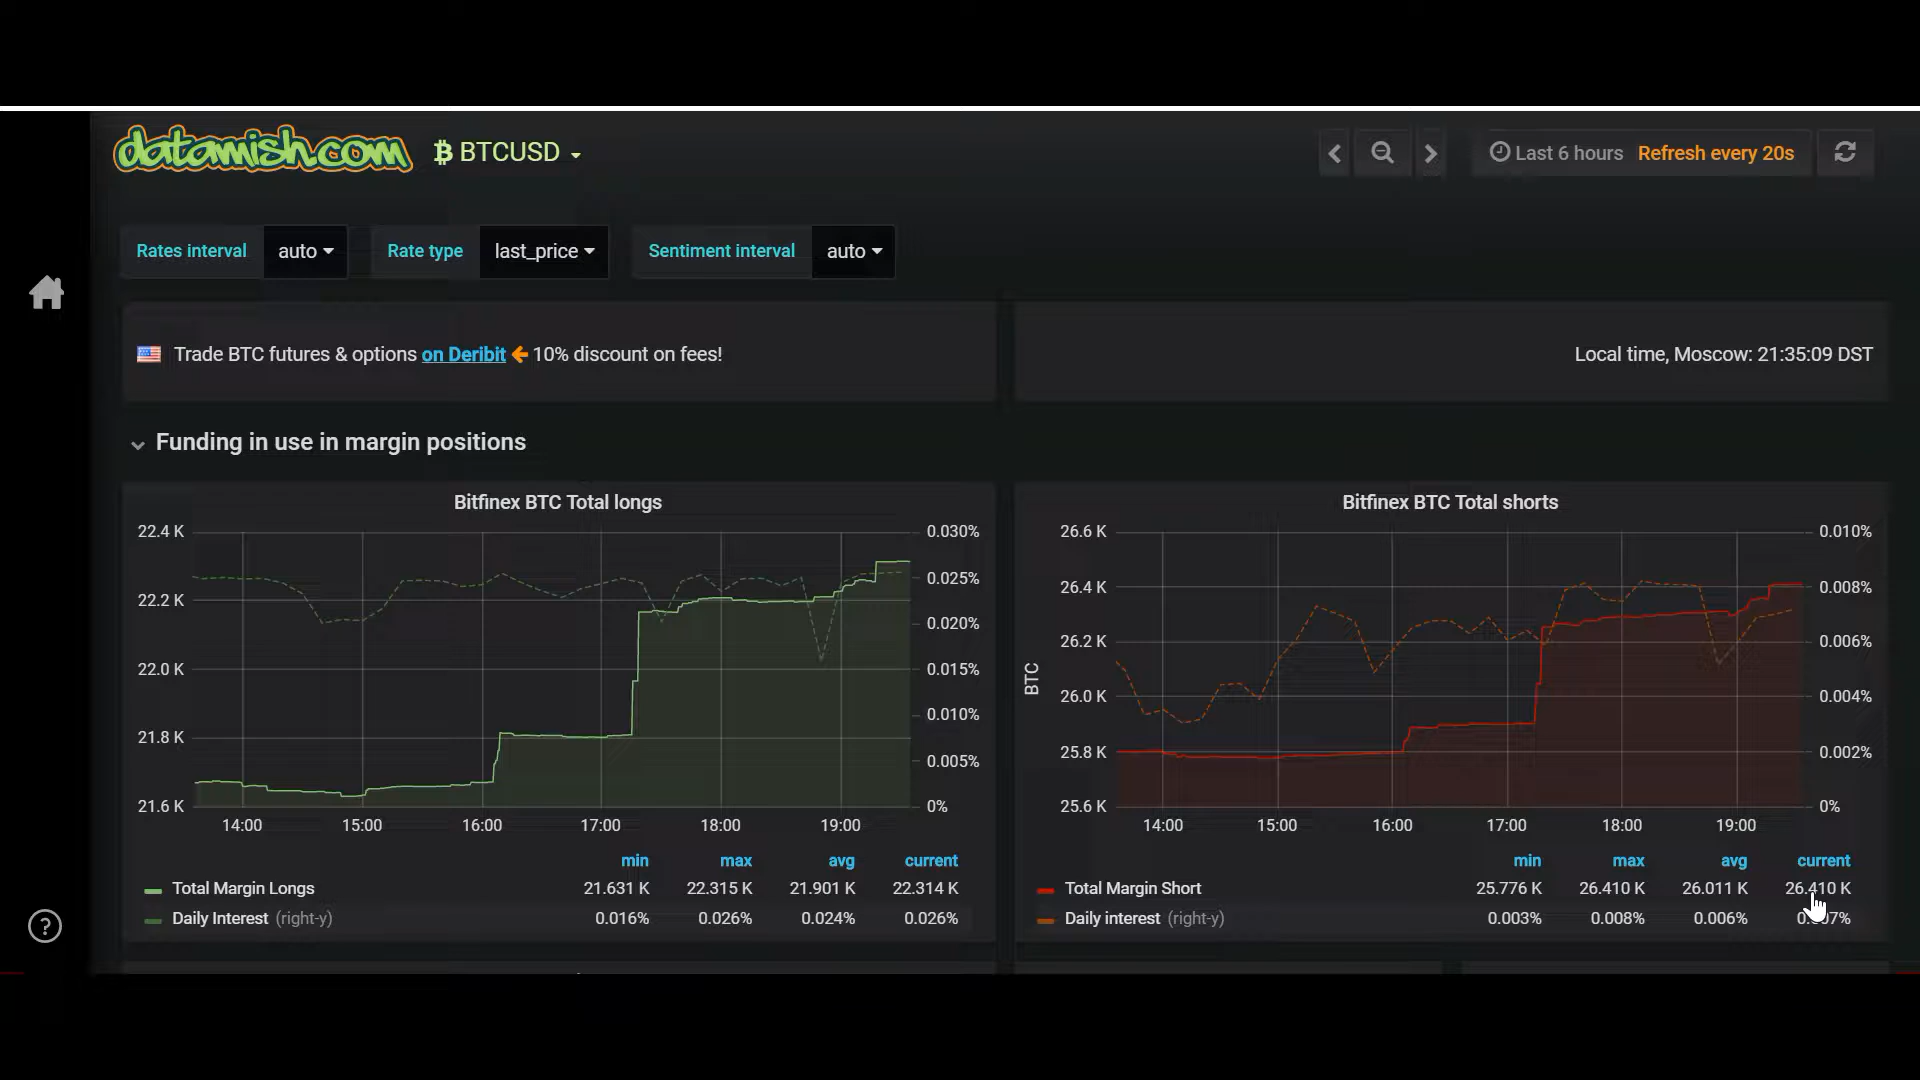 datamish.com
BTCUSD
Last 6 hours Refresh every 20s
Rates interval auto Rate type last_price Sentiment interval auto
Trade BTC futures & options on Deribit 10% discount on fees!
Local time, Moscow: 21:35:09 DST
Funding in use in margin positions
Bitfinex BTC Total longs
22.4 K
22.2 K
22.0 K
21.8 K
21.6 K
0.030%
0.025%
0.020%
0.015%
0.010%
0.005%
0%
14:00 15:00 16:00 17:00 18:00 19:00
min max avg current
Total Margin Longs 21.631 K 22.315 K 21.901 K 22.314 K
Daily Interest (right-y) 0.016% 0.026% 0.024% 0.026%
Bitfinex BTC Total shorts
BTC
26.6 K
26.4 K
26.2 K
26.0 K
25.8 K
25.6 K
0.010%
0.008%
0.006%
0.004%
0.002%
0%
14:00 15:00 16:00 17:00 18:00 19:00
min max avg current
Total Margin Short 25.776 K 26.410 K 26.011 K 26.410 K
Daily interest (right-y) 0.003% 0.008% 0.006%